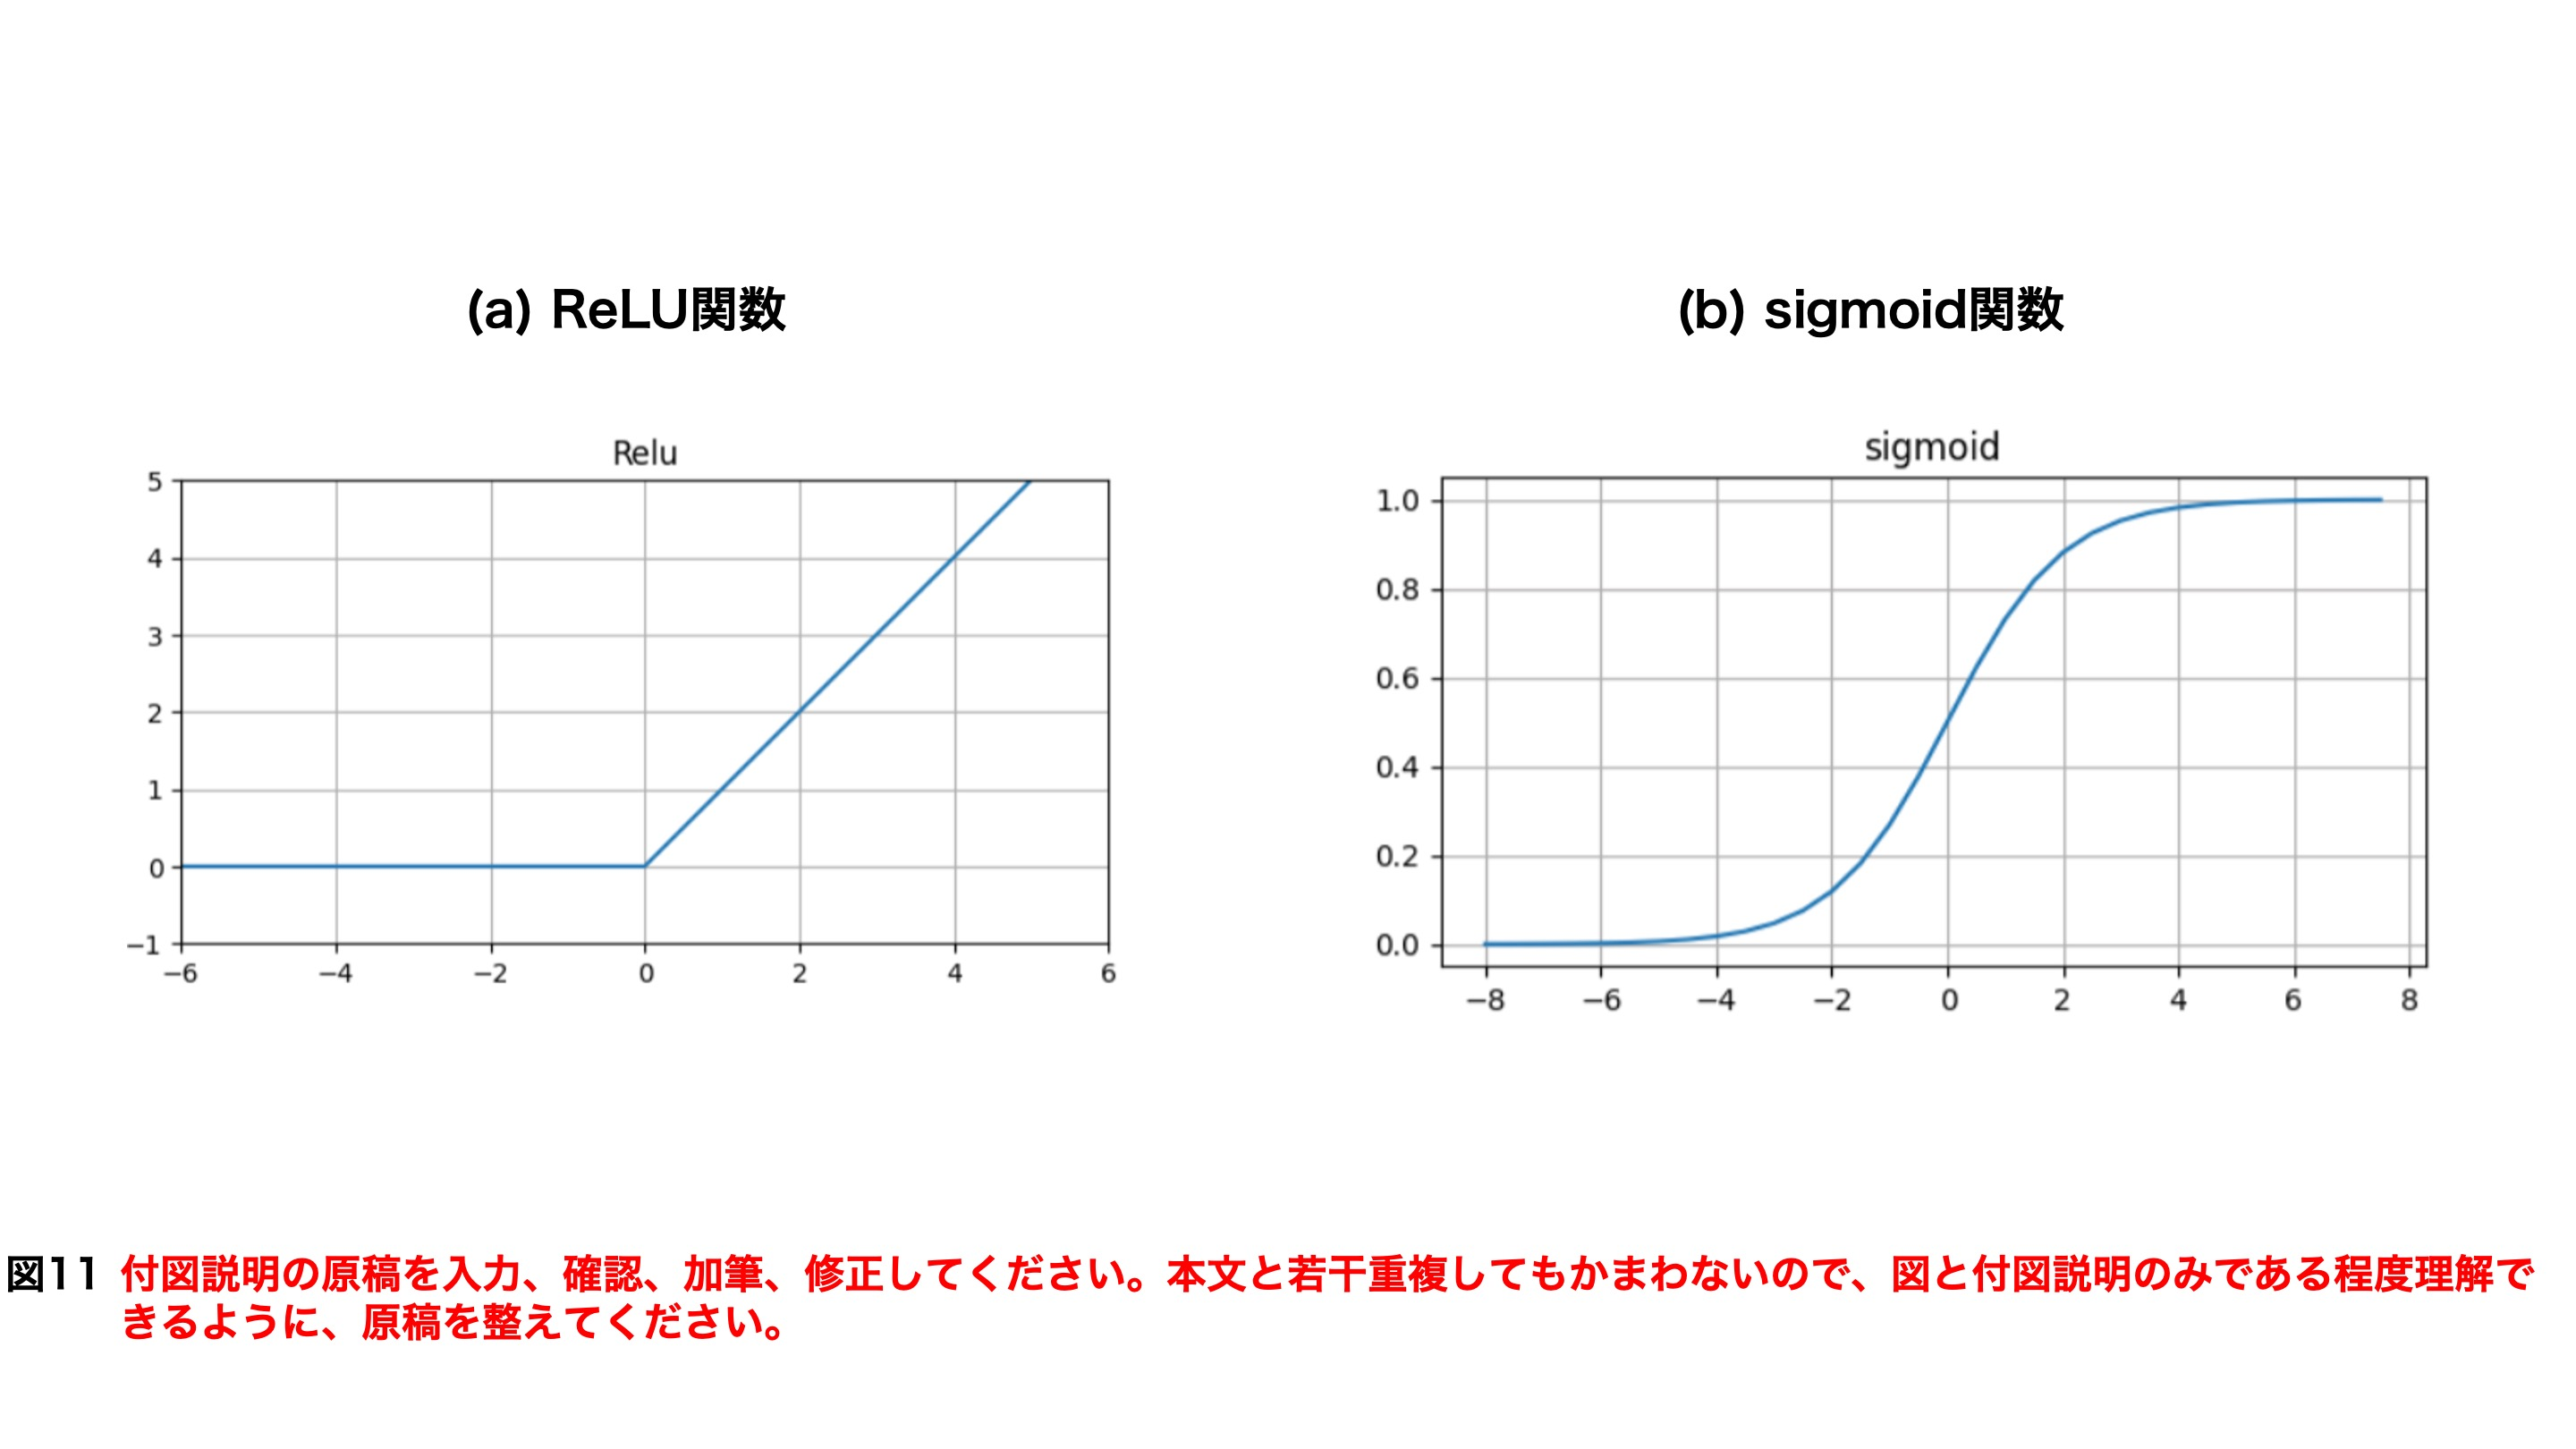 (a) ReLU関数
(b) sigmoid関数
Relu
5
4
3
2
1
0
−1
−6 −4 −2 0 2 4 6
sigmoid
1.0
0.8
0.6
0.4
0.2
0.0
−8 −6 −4 −2 0 2 4 6 8
図11 付図説明の原稿を入力、確認、加筆、修正してください。本文と若干重複してもかまわないので、図と付図説明のみである程度理解で
きるように、原稿を整えてください。